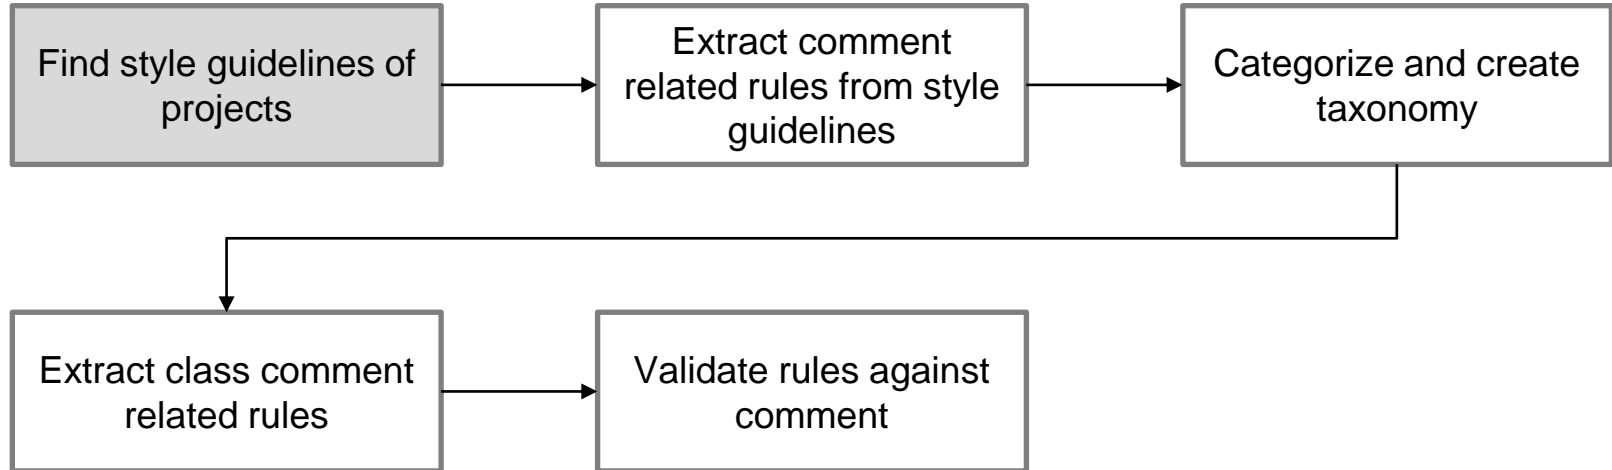 Find style guidelines of
projects
Extract comment
related rules from style
guidelines
Categorize and create
taxonomy
Extract class comment
related rules
Validate rules against
comment